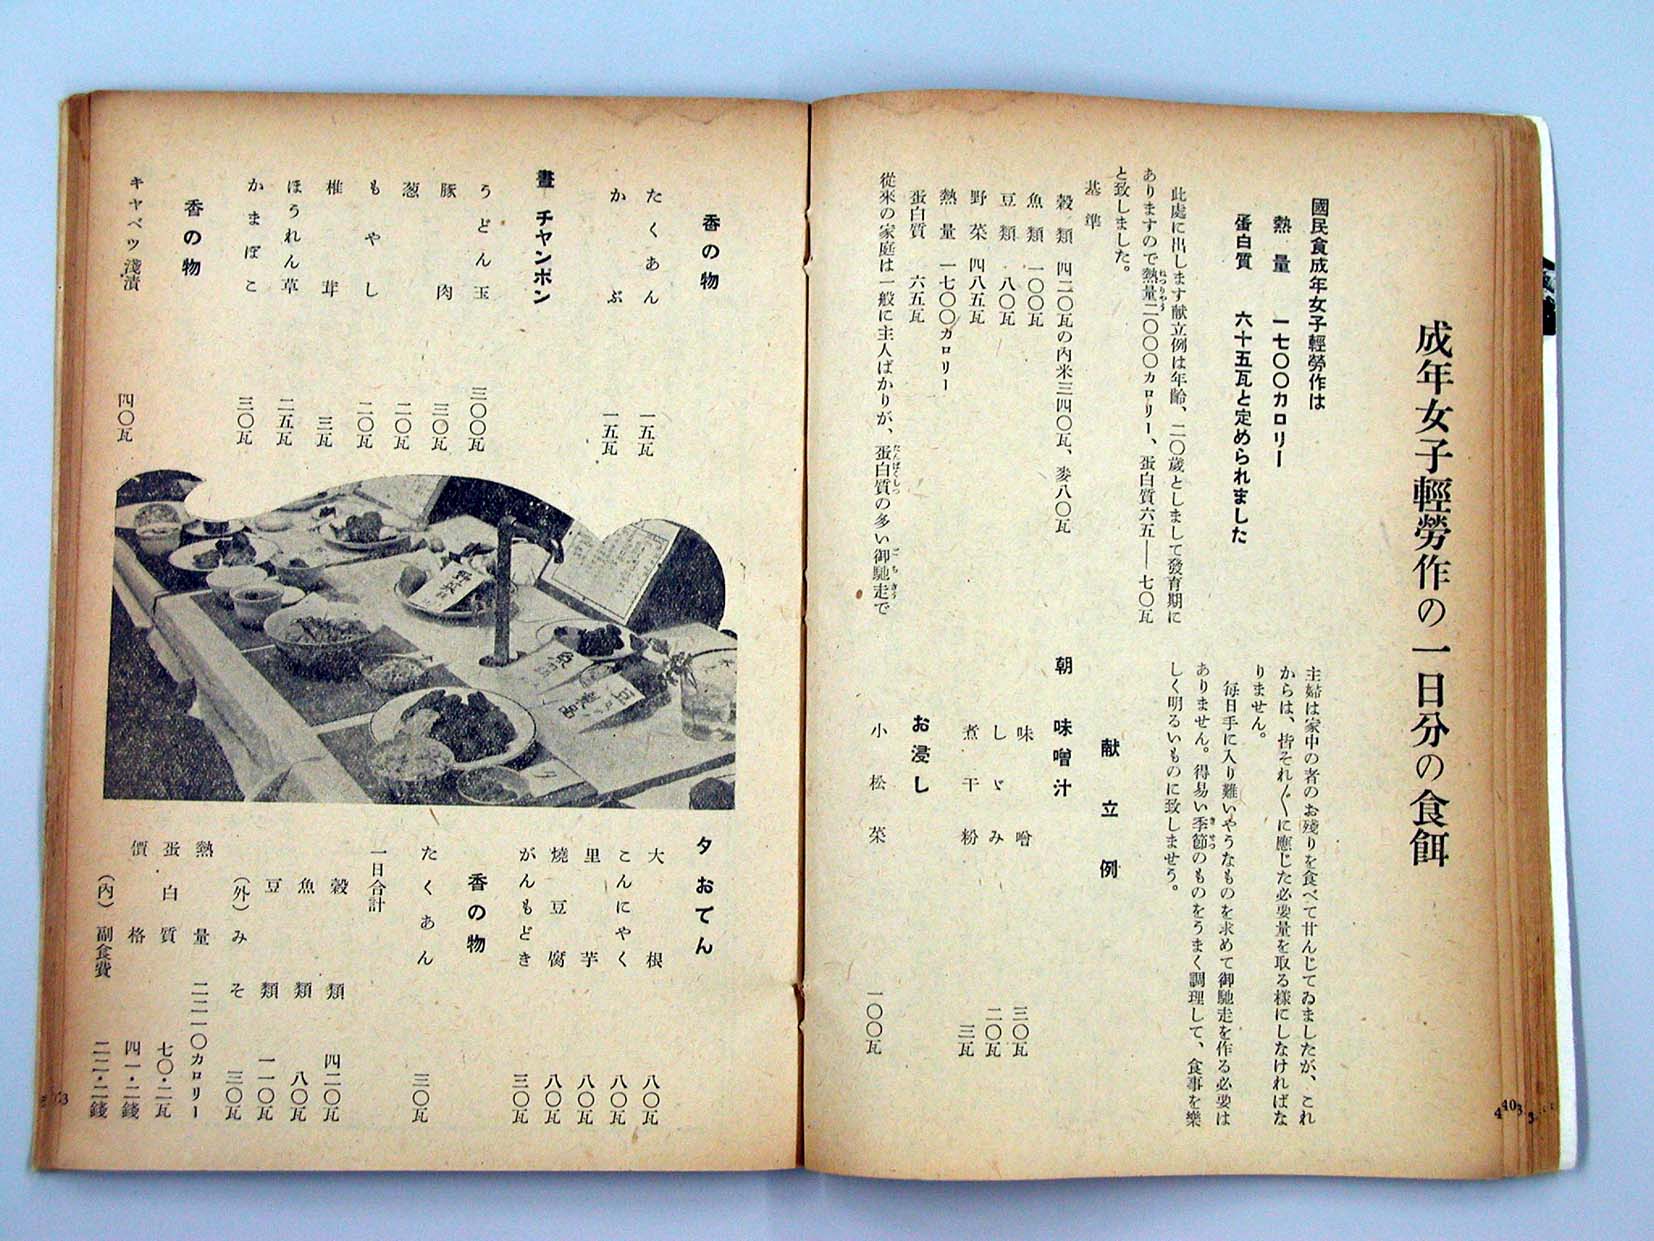 成年女子輕勞作の一日分の食餌
國民食成年女子輕勞作は
熱量　一七〇〇カロリー
蛋白質　六十五瓦と定められました
此處に出します献立例は年齡、二〇歲としまして發育期に
ありますので熱量二〇〇〇カロリー、蛋白質六五——七〇瓦
と致しました。
基準
穀類　四二〇瓦の內米三四〇瓦、麥八〇瓦
魚類　一〇〇瓦
豆類　八〇瓦
野菜　四八五瓦
熱量　一七〇〇カロリー
蛋白質　六五瓦
從來の家庭は一般に主人ばかりが、蛋白質の多い御馳走で
主婦は家中の者のお殘りを食べて甘んじてゐましたが、これ
からは、皆それ〴〵に應じた必要量を取る樣にしなければな
りません。
每日手に入り難いやうなものを求めて御馳走を作る必要は
ありません。得易い季節のものをうまく調理して、食事を樂
しく明るいものに致しませう。
献立例
朝　味噌汁
味噌　三〇瓦
しゞみ　二〇瓦
煮干粉　三瓦
お浸し
小松菜　一〇〇瓦
香の物
たくあん　一五瓦
かぶ　一五瓦
晝　チャンポン
うどん玉　三〇〇瓦
豚肉　三〇瓦
葱　二〇瓦
もやし　二〇瓦
椎茸　三瓦
ほうれん草　二五瓦
かまぼこ　三〇瓦
香の物
キャベツ淺漬　四〇瓦
野菜
夕　おでん
大根　八〇瓦
こんにやく　八〇瓦
里芋　八〇瓦
燒豆腐　八〇瓦
がんもどき　三〇瓦
香の物
たくあん　三〇瓦
一日合計
穀類　四二〇瓦
魚類　八〇瓦
豆類　一一〇瓦
（外）みそ　三〇瓦
熱量　二二一〇カロリー
蛋白質　七〇・二瓦
價格　四一・二錢
（內）副食費　二二・二錢